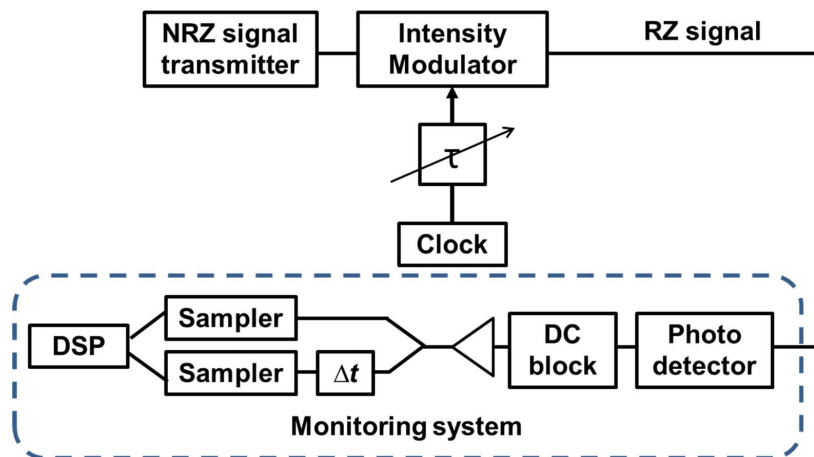 NRZ signal
transmitter
Intensity
Modulator
RZ signal
τ
Clock
DSP
Sampler
Sampler
Δt
DC
block
Photo
detector
Monitoring system